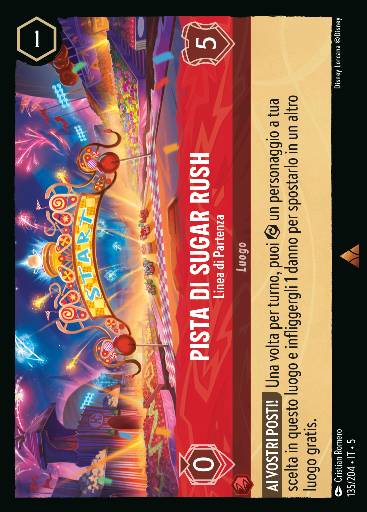 1
START
5
PISTA DI SUGAR RUSH
Linea di Partenza
0
Luogo
AI VOSTRI POSTI! Una volta per turno, puoi un personaggio a tua
scelta in questo luogo e infliggergli 1 danno per spostarlo in un altro
luogo gratis.
Cristian Romero
135/204 • IT • 5
Disney Lorcana ©Disney